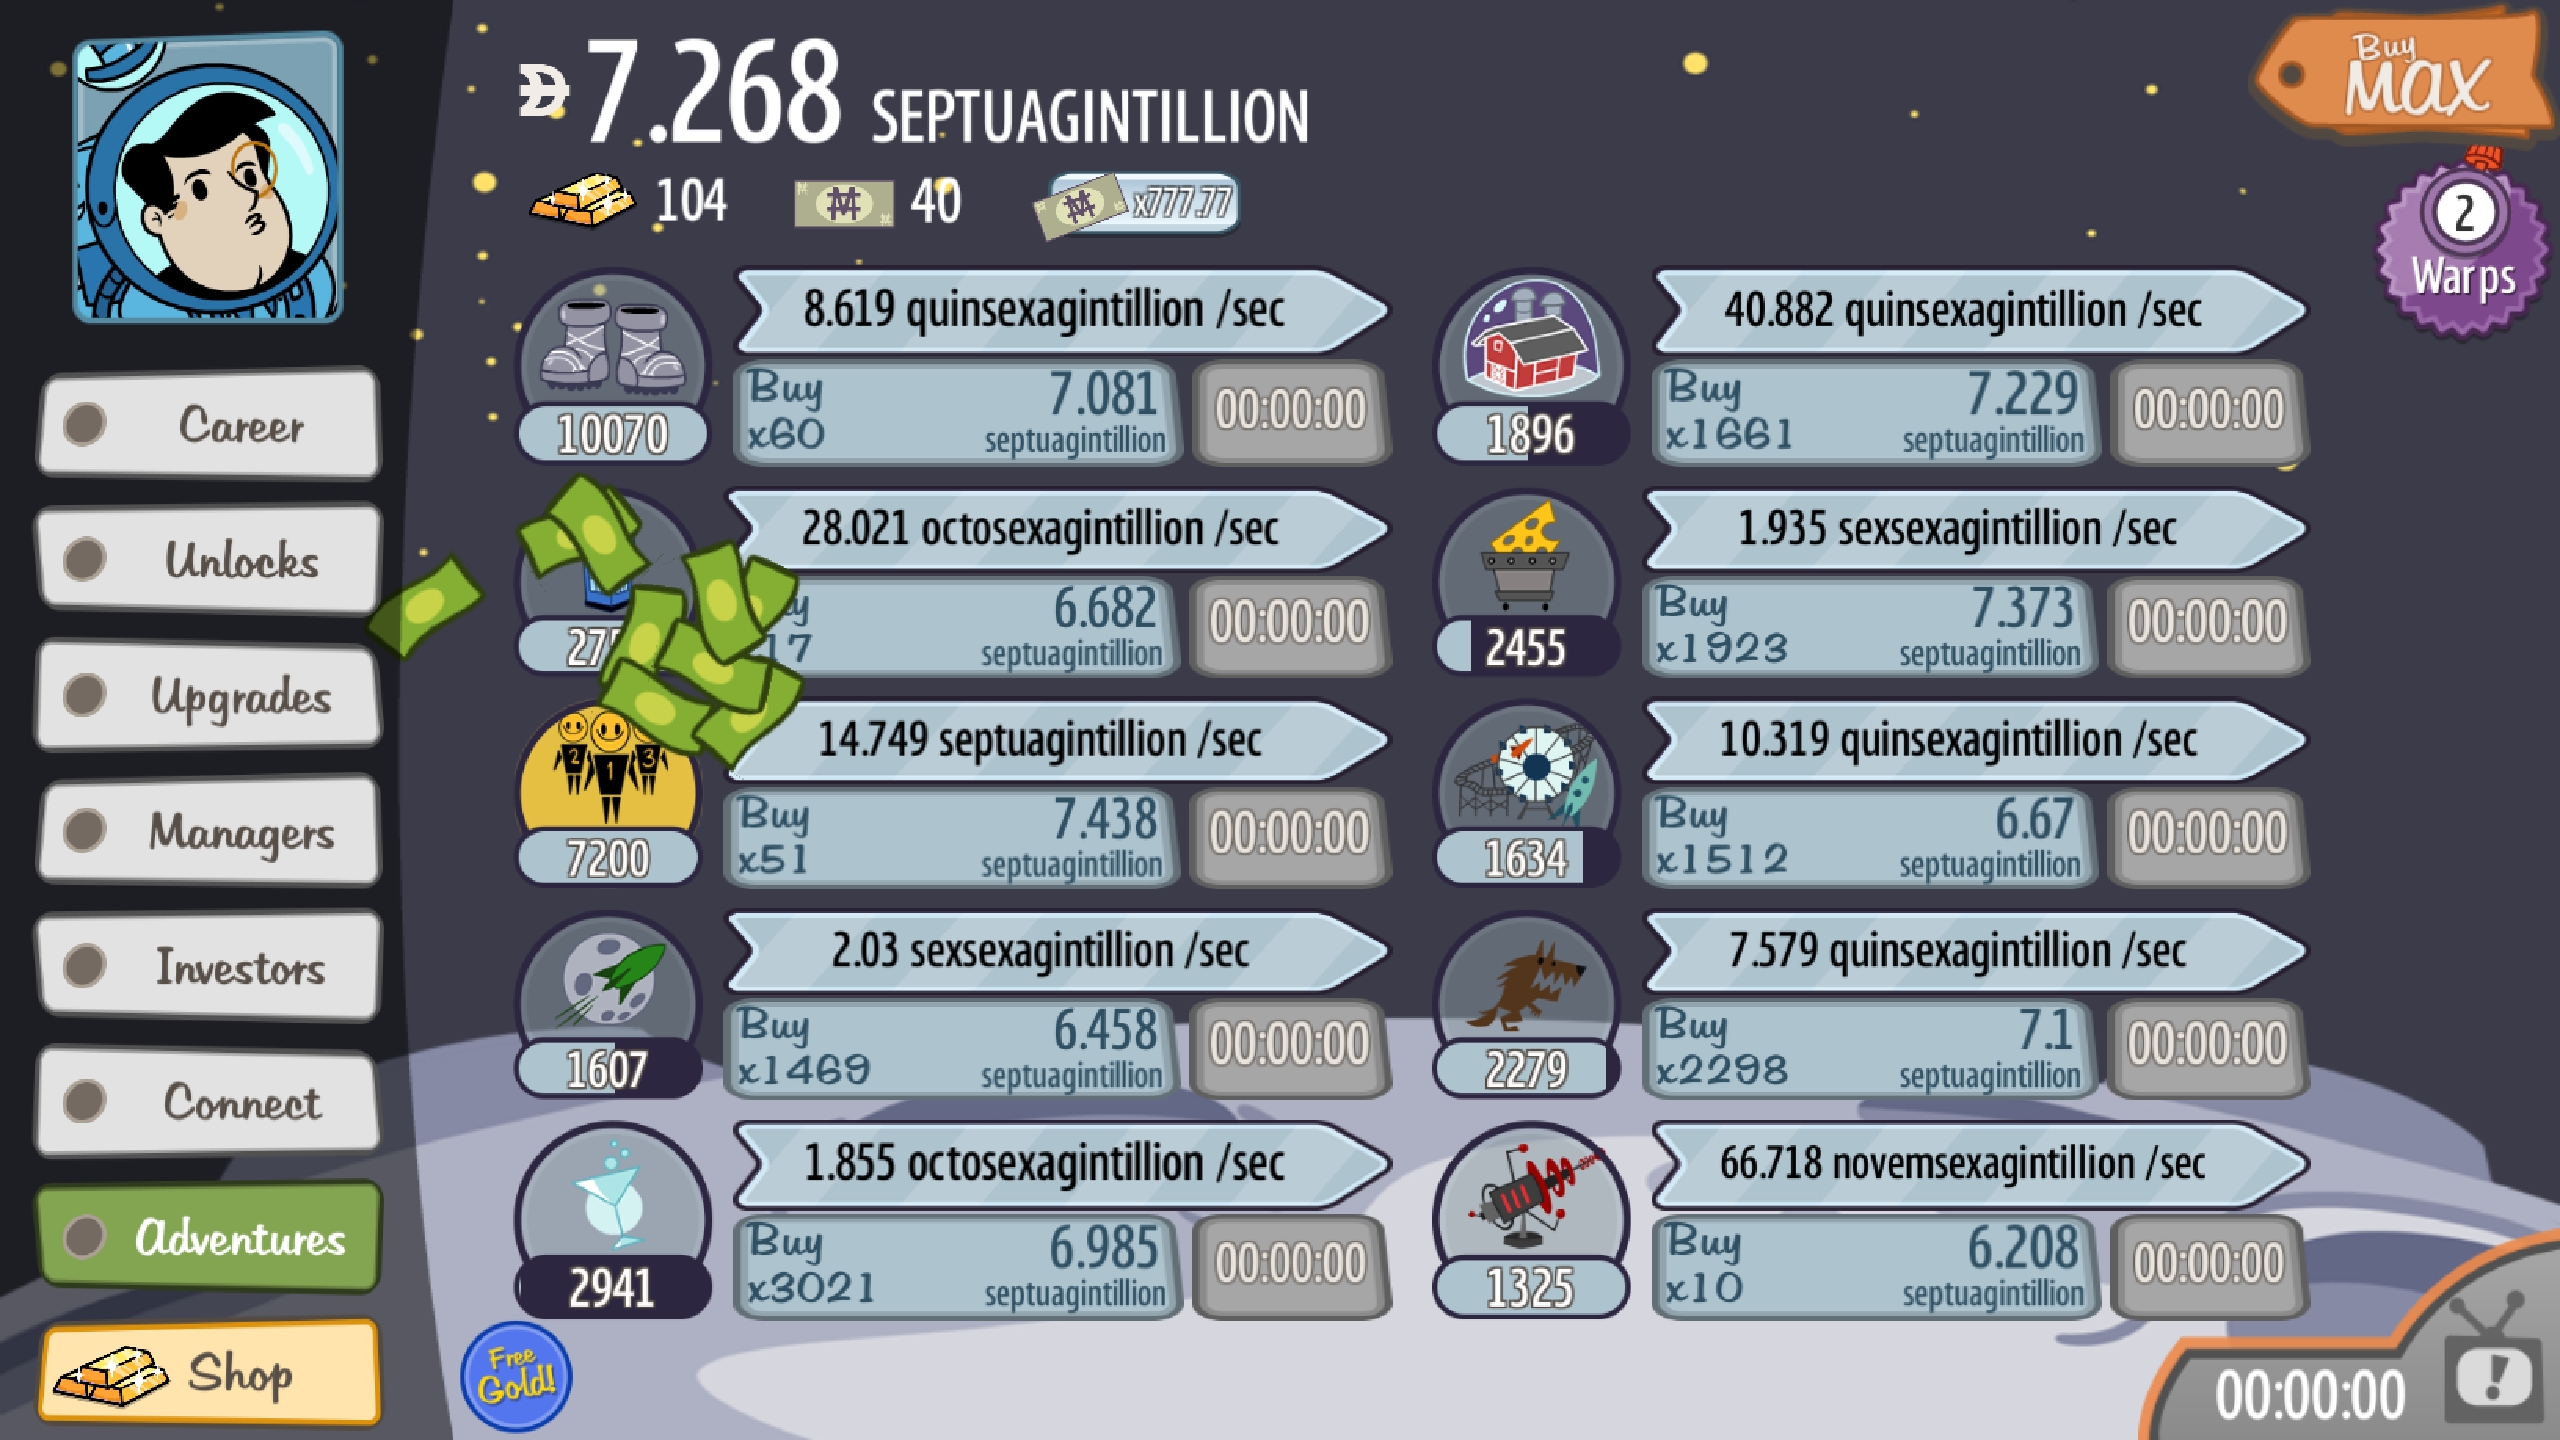 7.268 SEPTUAGINTILLION
Buy
MAX
104
40
x777.77
2
Warps
8.619 quinsexagintillion /sec
Buy
x60
7.081
septuagintillion
00:00:00
10070
40.882 quinsexagintillion /sec
Buy
x1661
7.229
septuagintillion
00:00:00
1896
28.021 octosexagintillion /sec
6.682
septuagintillion
00:00:00
1.935 sexsexagintillion /sec
Buy
x1923
7.373
septuagintillion
00:00:00
2455
2 1 3
14.749 septuagintillion /sec
Buy
x51
7.438
septuagintillion
00:00:00
7200
10.319 quinsexagintillion /sec
Buy
x1512
6.67
septuagintillion
00:00:00
1634
2.03 sexsexagintillion /sec
Buy
x1469
6.458
septuagintillion
00:00:00
1607
7.579 quinsexagintillion /sec
Buy
x2298
7.1
septuagintillion
00:00:00
2279
1.855 octosexagintillion /sec
Buy
x3021
6.985
septuagintillion
00:00:00
2941
66.718 novemsexagintillion /sec
Buy
x10
6.208
septuagintillion
00:00:00
1325
Career
Unlocks
Upgrades
Managers
Investors
Connect
Adventures
Shop
Free
Gold!
00:00:00
!